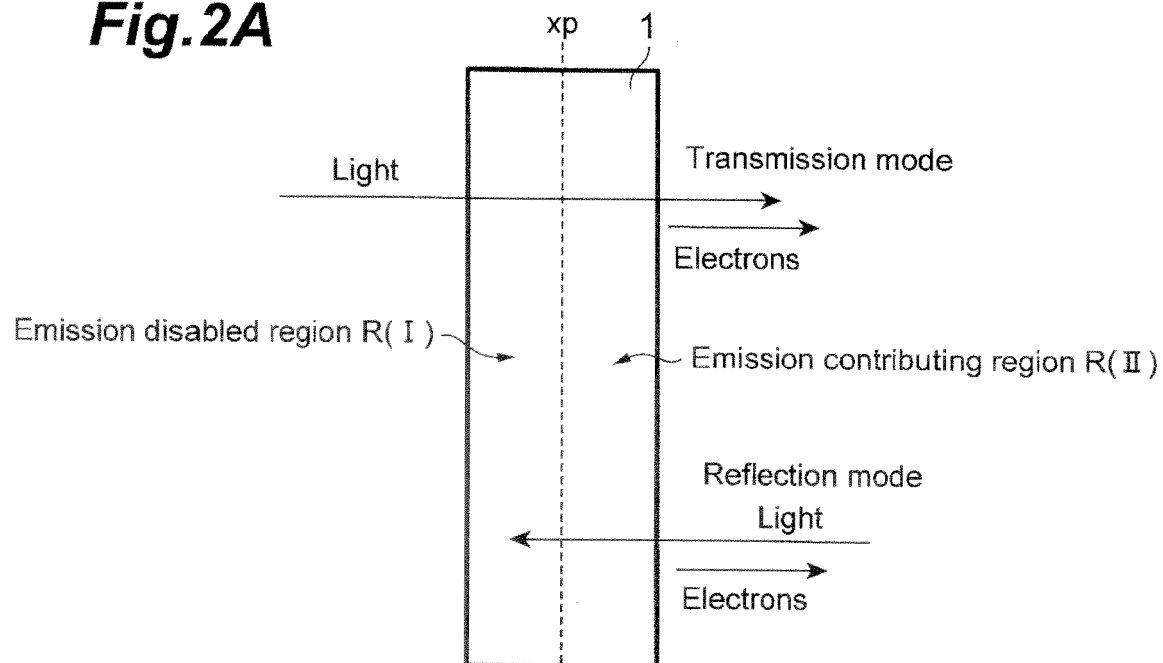 Fig.2A
xp
1
Light
Transmission mode
Electrons
Emission disabled region R(Ⅰ)
Emission contributing region R(Ⅱ)
Reflection mode
Light
Electrons